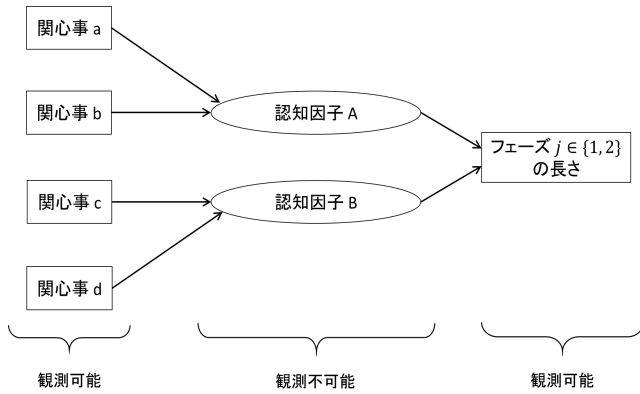 関心事 a
関心事 b
関心事 c
関心事 d
認知因子 A
認知因子 B
フェーズ j ∈ {1, 2}
の長さ
観測可能
観測不可能
観測可能